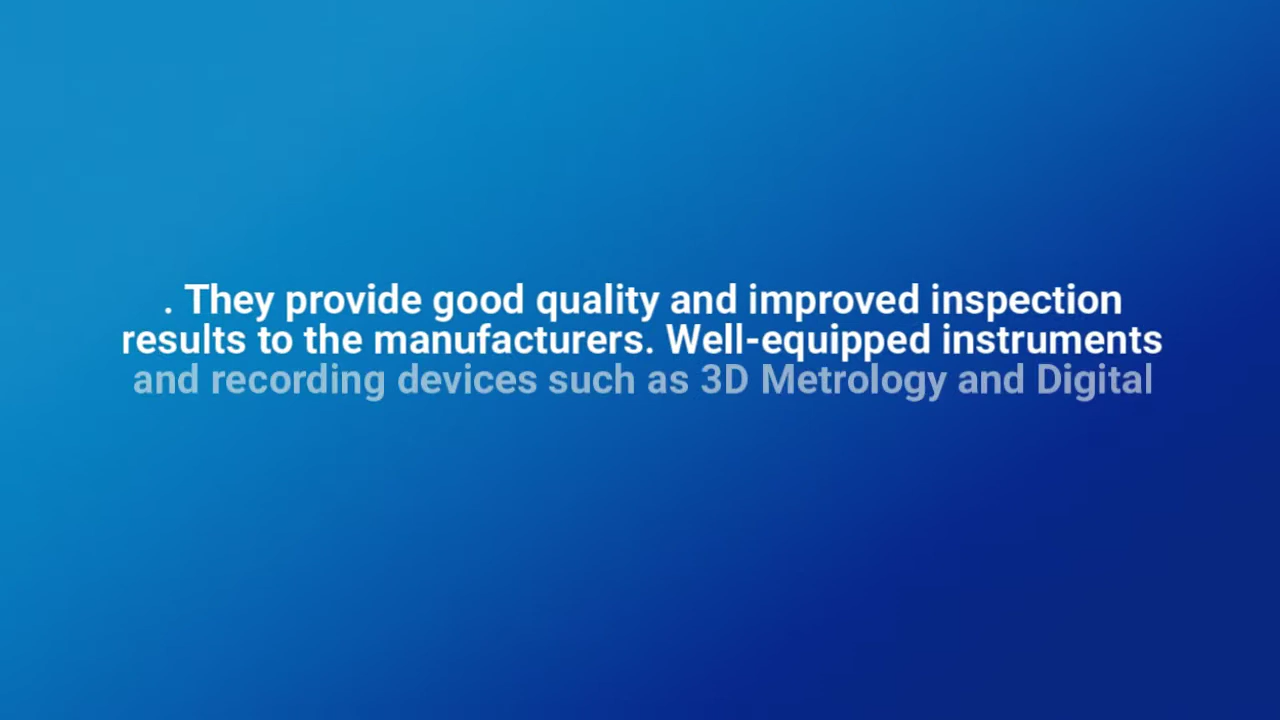 . They provide good quality and improved inspection
results to the manufacturers. Well-equipped instruments
and recording devices such as 3D Metrology and Digital